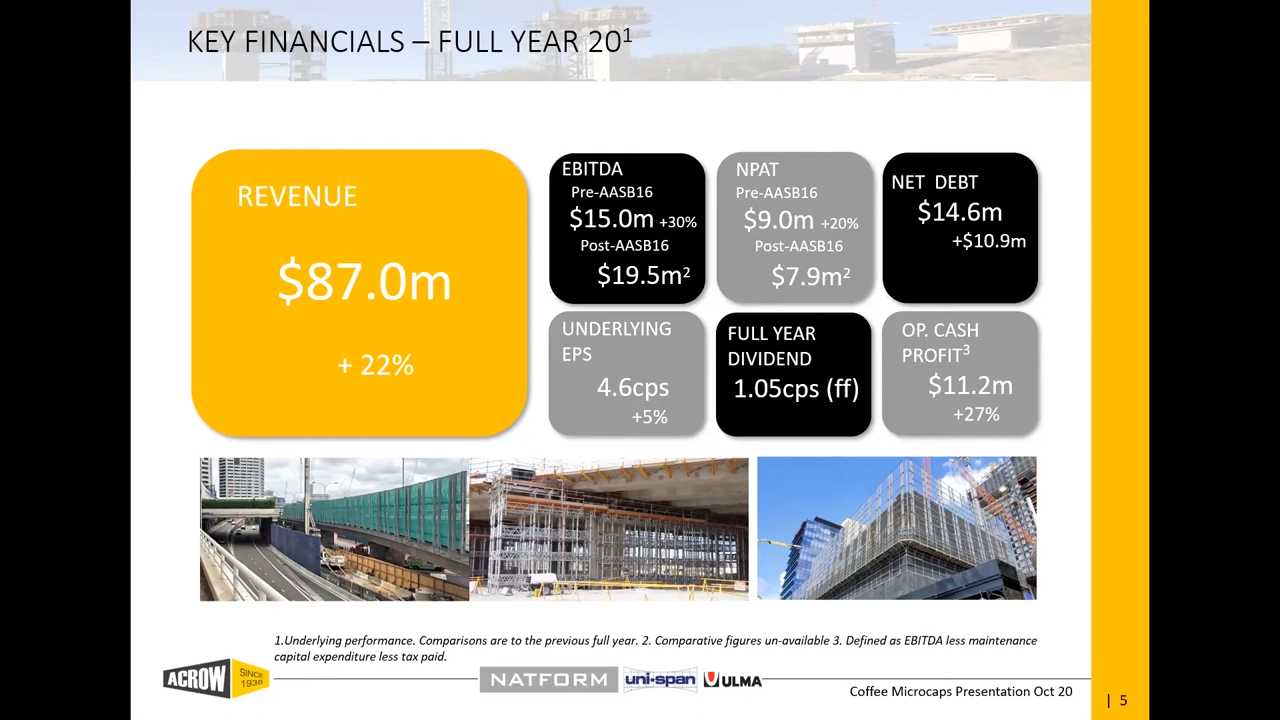 KEY FINANCIALS – FULL YEAR 20¹
REVENUE
$87.0m
+ 22%
EBITDA
Pre-AASB16
$15.0m +30%
Post-AASB16
$19.5m²
NPAT
Pre-AASB16
$9.0m +20%
Post-AASB16
$7.9m²
NET DEBT
$14.6m
+$10.9m
UNDERLYING
EPS
4.6cps
+5%
FULL YEAR
DIVIDEND
1.05cps (ff)
OP. CASH
PROFIT³
$11.2m
+27%
1.Underlying performance. Comparisons are to the previous full year. 2. Comparative figures un-available 3. Defined as EBITDA less maintenance
capital expenditure less tax paid.
ACROW
SINCE
1936
NATFORM
uni-span
ULMA
Coffee Microcaps Presentation Oct 20
| 5